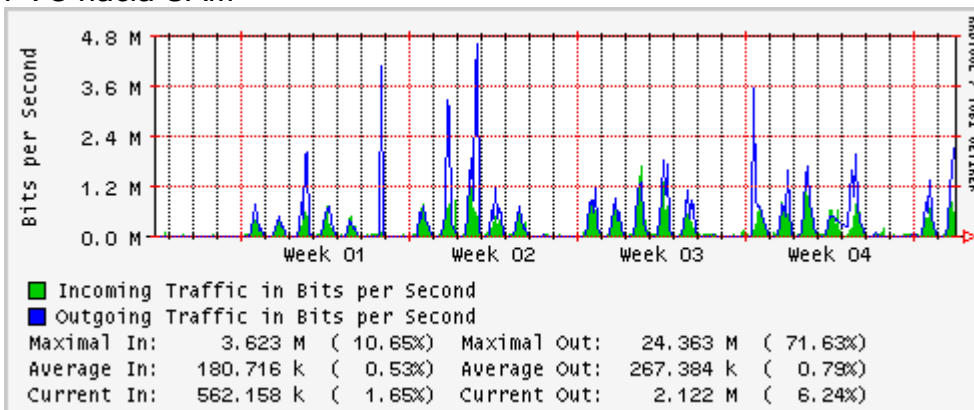 4.8 M
3.6 M
2.4 M
1.2 M
0.0 M
Bits per Second
Week 01 Week 02 Week 03 Week 04
Incoming Traffic in Bits per Second
Outgoing Traffic in Bits per Second
Maximal In: 3.623 M ( 10.65%) Maximal Out: 24.363 M ( 71.63%)
Average In: 180.716 k ( 0.53%) Average Out: 267.384 k ( 0.79%)
Current In: 562.158 k ( 1.65%) Current Out: 2.122 M ( 6.24%)